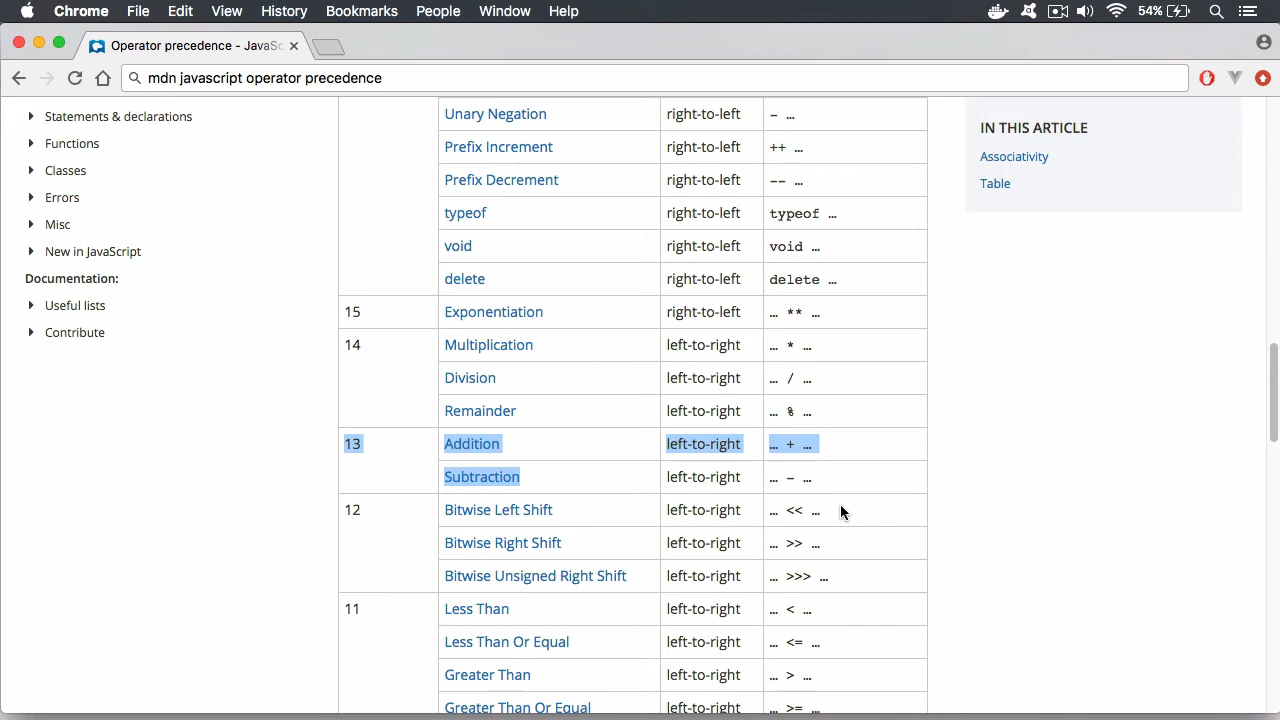 Chrome File Edit View History Bookmarks People Window Help 54%
Operator precedence - JavaSc
mdn javascript operator precedence
Statements & declarations
Functions
Classes
Errors
Misc
New in JavaScript
Documentation:
Useful lists
Contribute
Unary Negation right-to-left - …
Prefix Increment right-to-left ++ …
Prefix Decrement right-to-left -- …
typeof right-to-left typeof …
void right-to-left void …
delete right-to-left delete …
15 Exponentiation right-to-left … ** …
14 Multiplication left-to-right … * …
Division left-to-right … / …
Remainder left-to-right … % …
13 Addition left-to-right … + …
Subtraction left-to-right … - …
12 Bitwise Left Shift left-to-right … << …
Bitwise Right Shift left-to-right … >> …
Bitwise Unsigned Right Shift left-to-right … >>> …
11 Less Than left-to-right … < …
Less Than Or Equal left-to-right … <= …
Greater Than left-to-right … > …
Greater Than Or Equal left-to-right … >= …
IN THIS ARTICLE
Associativity
Table